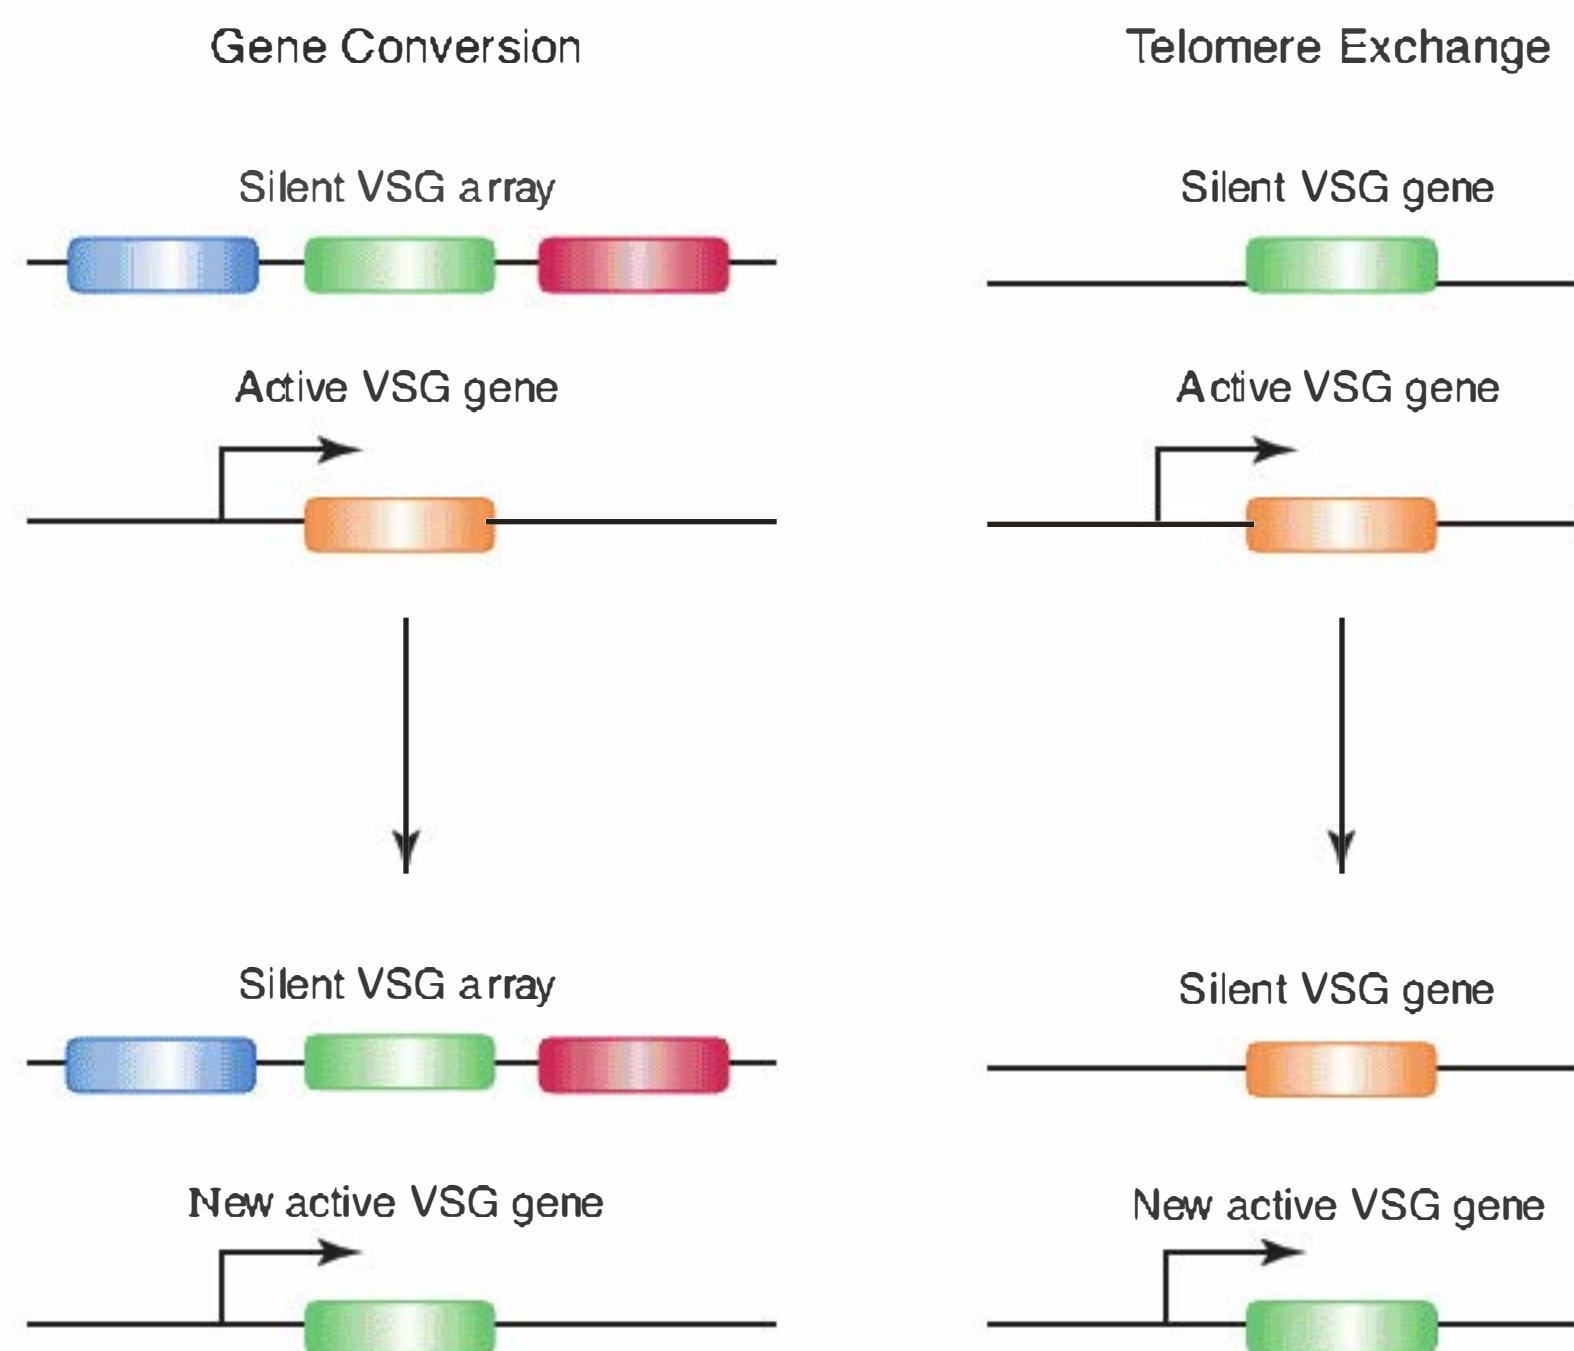 Gene Conversion
Silent VSG array
Active VSG gene
Silent VSG array
New active VSG gene
Telomere Exchange
Silent VSG gene
Active VSG gene
Silent VSG gene
New active VSG gene